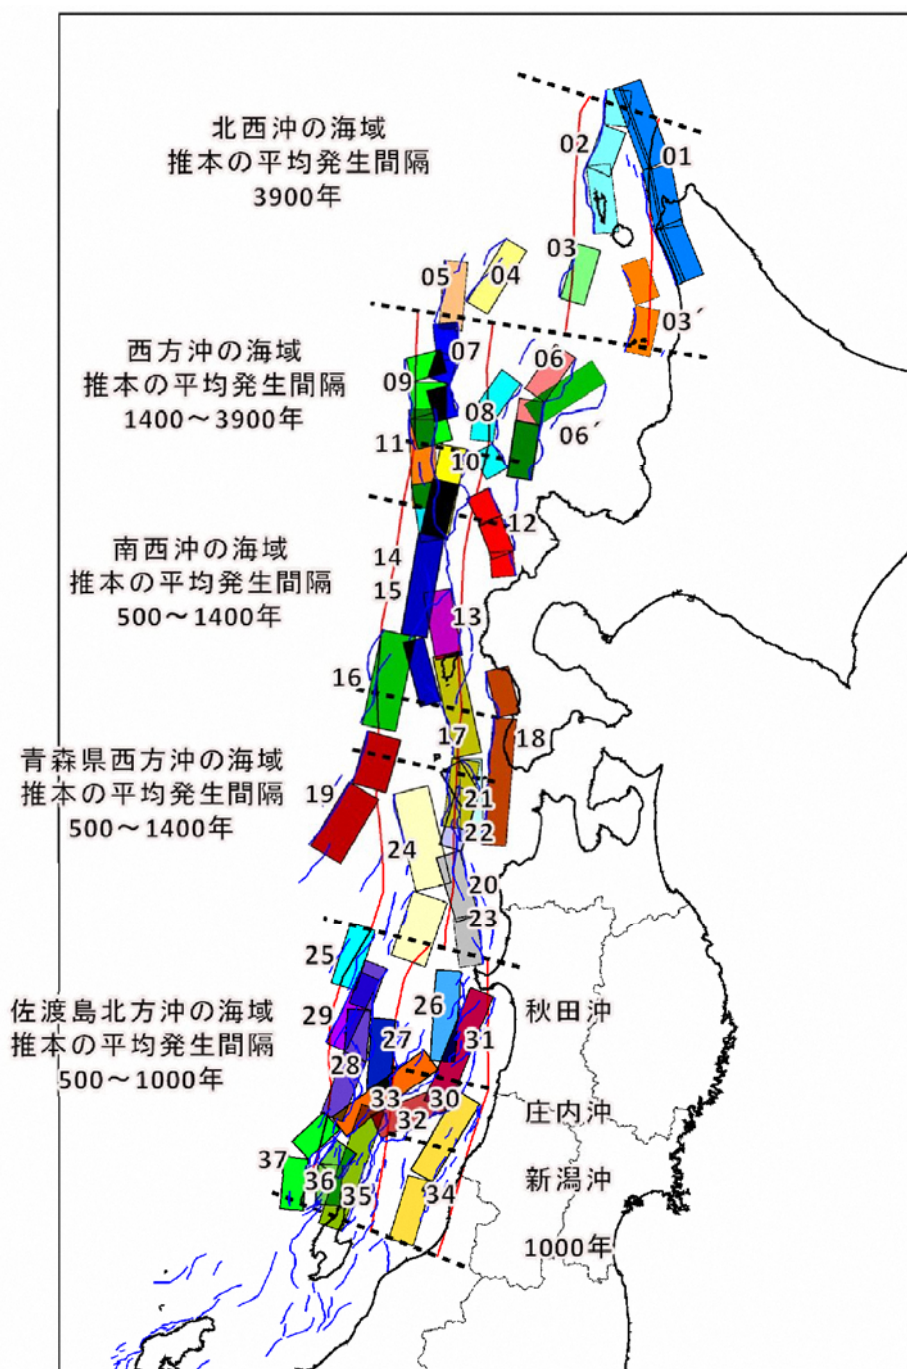 北西沖の海域
推本の平均発生間隔
3900年
02
01
03
04
05
03´
西方沖の海域
推本の平均発生間隔
1400～3900年
07
06
09
08
06´
11
10
12
南西沖の海域
推本の平均発生間隔
500～1400年
14
15
13
16
17
18
青森県西方沖の海域
推本の平均発生間隔
500～1400年
19
21
22
24
20
23
25
佐渡島北方沖の海域
推本の平均発生間隔
500～1000年
26
29
27
31
28
33
30
32
37
36
35
34
秋田沖
庄内沖
新潟沖
1000年